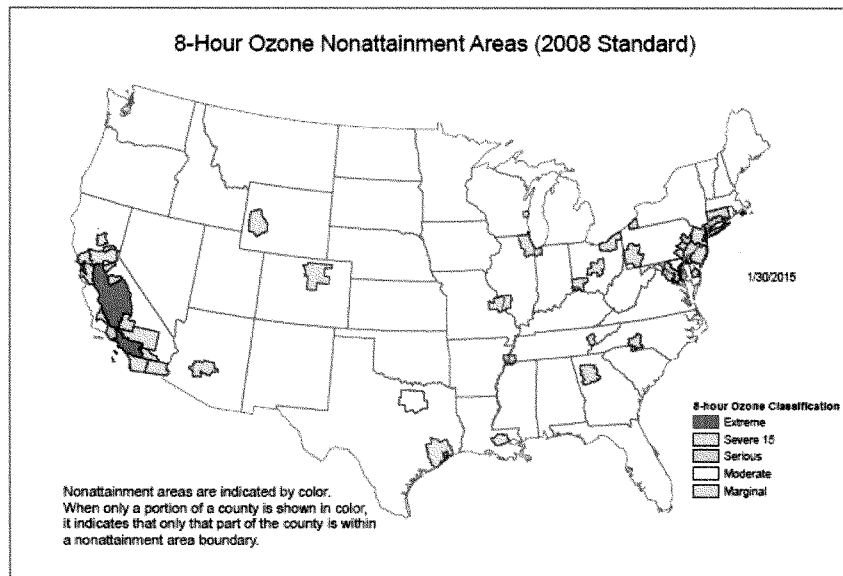 8-Hour Ozone Nonattainment Areas (2008 Standard)
1/30/2015
8-hour Ozone Classification
Extreme
Severe 15
Serious
Moderate
Marginal
Nonattainment areas are indicated by color.
When only a portion of a county is shown in color,
it indicates that only that part of the county is within
a nonattainment area boundary.